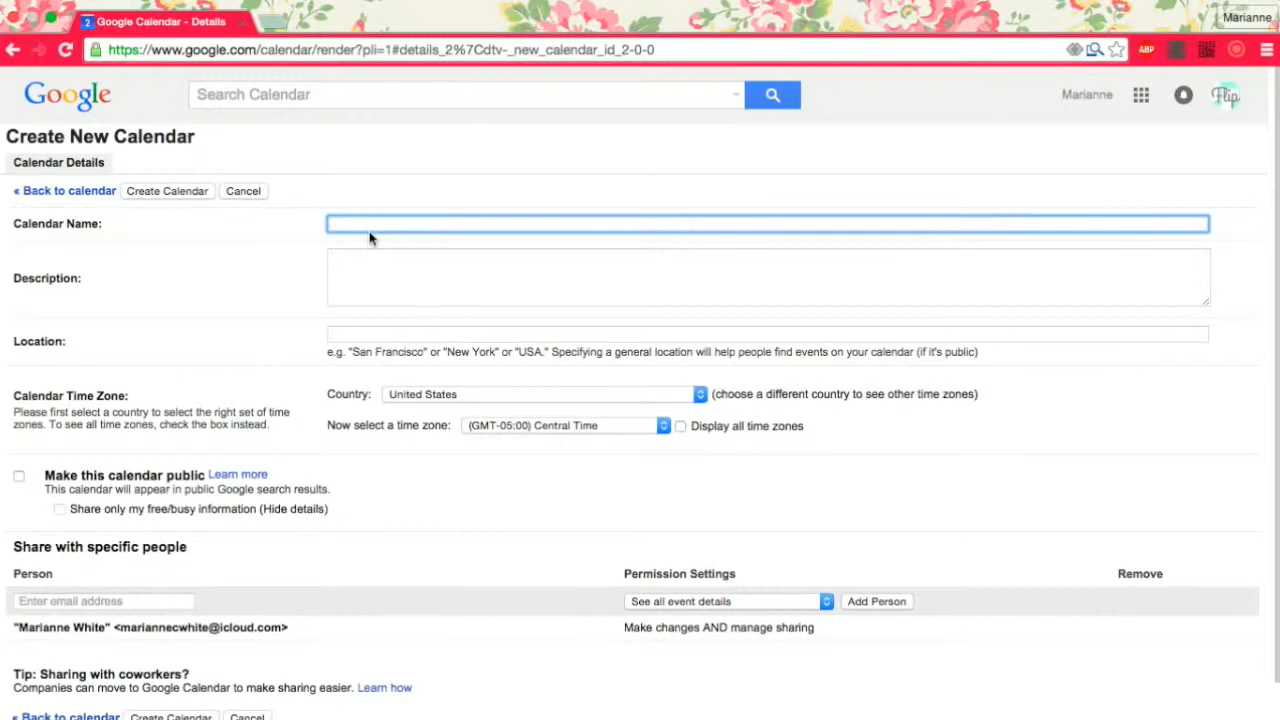 Google Calendar - Details
Marianne
https://www.google.com/calendar/render?pli=1#details_2%7Cdtv-_new_calendar_id_2-0-0
ABP
Google
Search Calendar
Marianne
Flip
Create New Calendar
Calendar Details
« Back to calendar Create Calendar Cancel
Calendar Name:
Description:
Location:
e.g. "San Francisco" or "New York" or "USA." Specifying a general location will help people find events on your calendar (if it's public)
Calendar Time Zone:
Please first select a country to select the right set of time
zones. To see all time zones, check the box instead.
Country: United States (choose a different country to see other time zones)
Now select a time zone: (GMT-05:00) Central Time Display all time zones
Make this calendar public Learn more
This calendar will appear in public Google search results.
Share only my free/busy information (Hide details)
Share with specific people
Person Permission Settings Remove
Enter email address See all event details Add Person
"Marianne White" <mariannecwhite@icloud.com> Make changes AND manage sharing
Tip: Sharing with coworkers?
Companies can move to Google Calendar to make sharing easier. Learn how
« Back to calendar Create Calendar Cancel